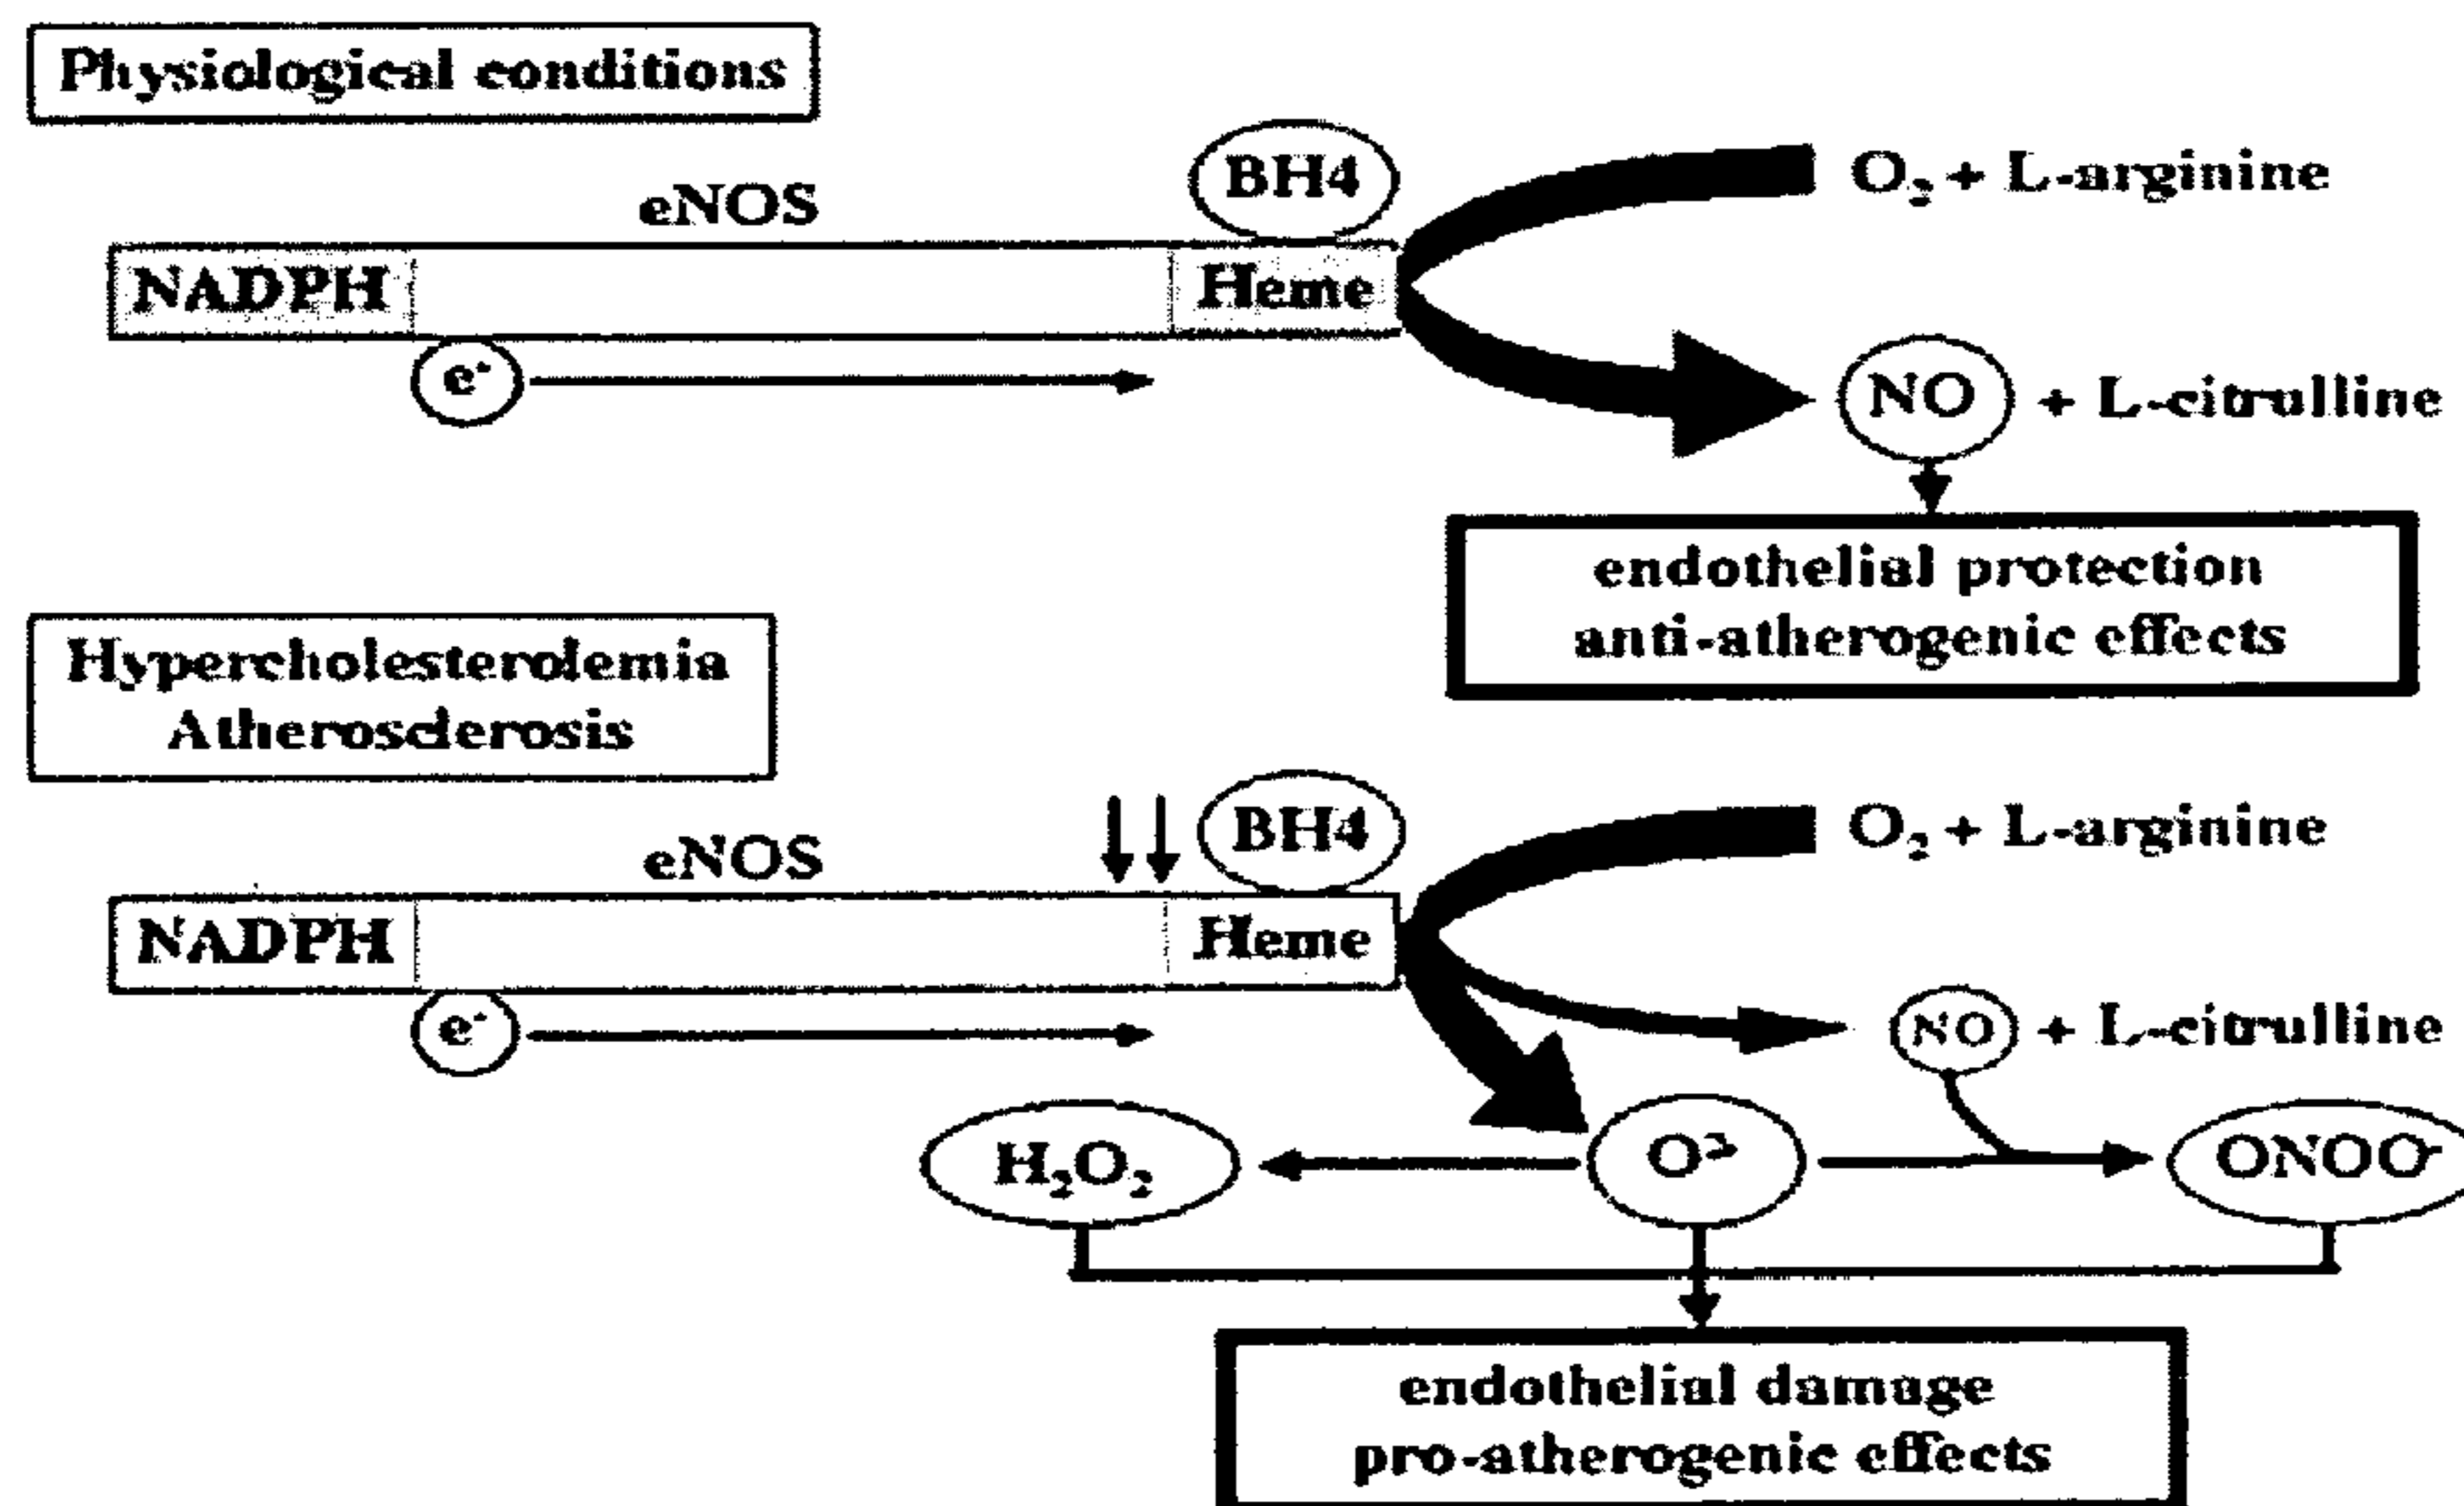 Physiological conditions
BH4
O₂ + L-arginine
eNOS
NADPH
Heme
e-
NO + L-citrulline
endothelial protection
anti-atherogenic effects
Hypercholesterolemia
Atherosclerosis
BH4
O₂ + L-arginine
eNOS
NADPH
Heme
e-
NO + L-citrulline
H₂O₂
O²⁻
ONOO⁻
endothelial damage
pro-atherogenic effects